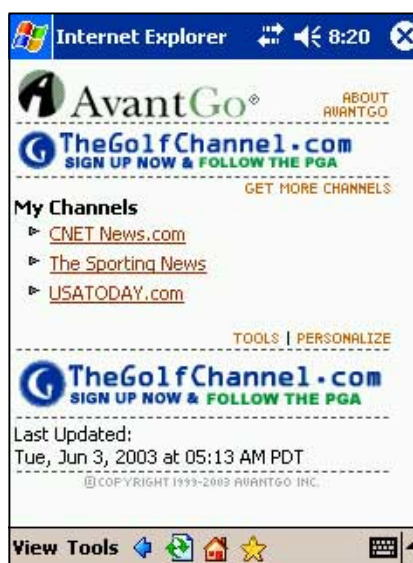 Internet Explorer 8:20
AvantGo®
ABOUT
AVANTGO
TheGolfChannel.com
SIGN UP NOW & FOLLOW THE PGA
GET MORE CHANNELS
My Channels
CNET News.com
The Sporting News
USATODAY.com
TOOLS | PERSONALIZE
TheGolfChannel.com
SIGN UP NOW & FOLLOW THE PGA
Last Updated:
Tue, Jun 3, 2003 at 05:13 AM PDT
©COPYRIGHT 1999-2003 AVANTGO INC.
View Tools